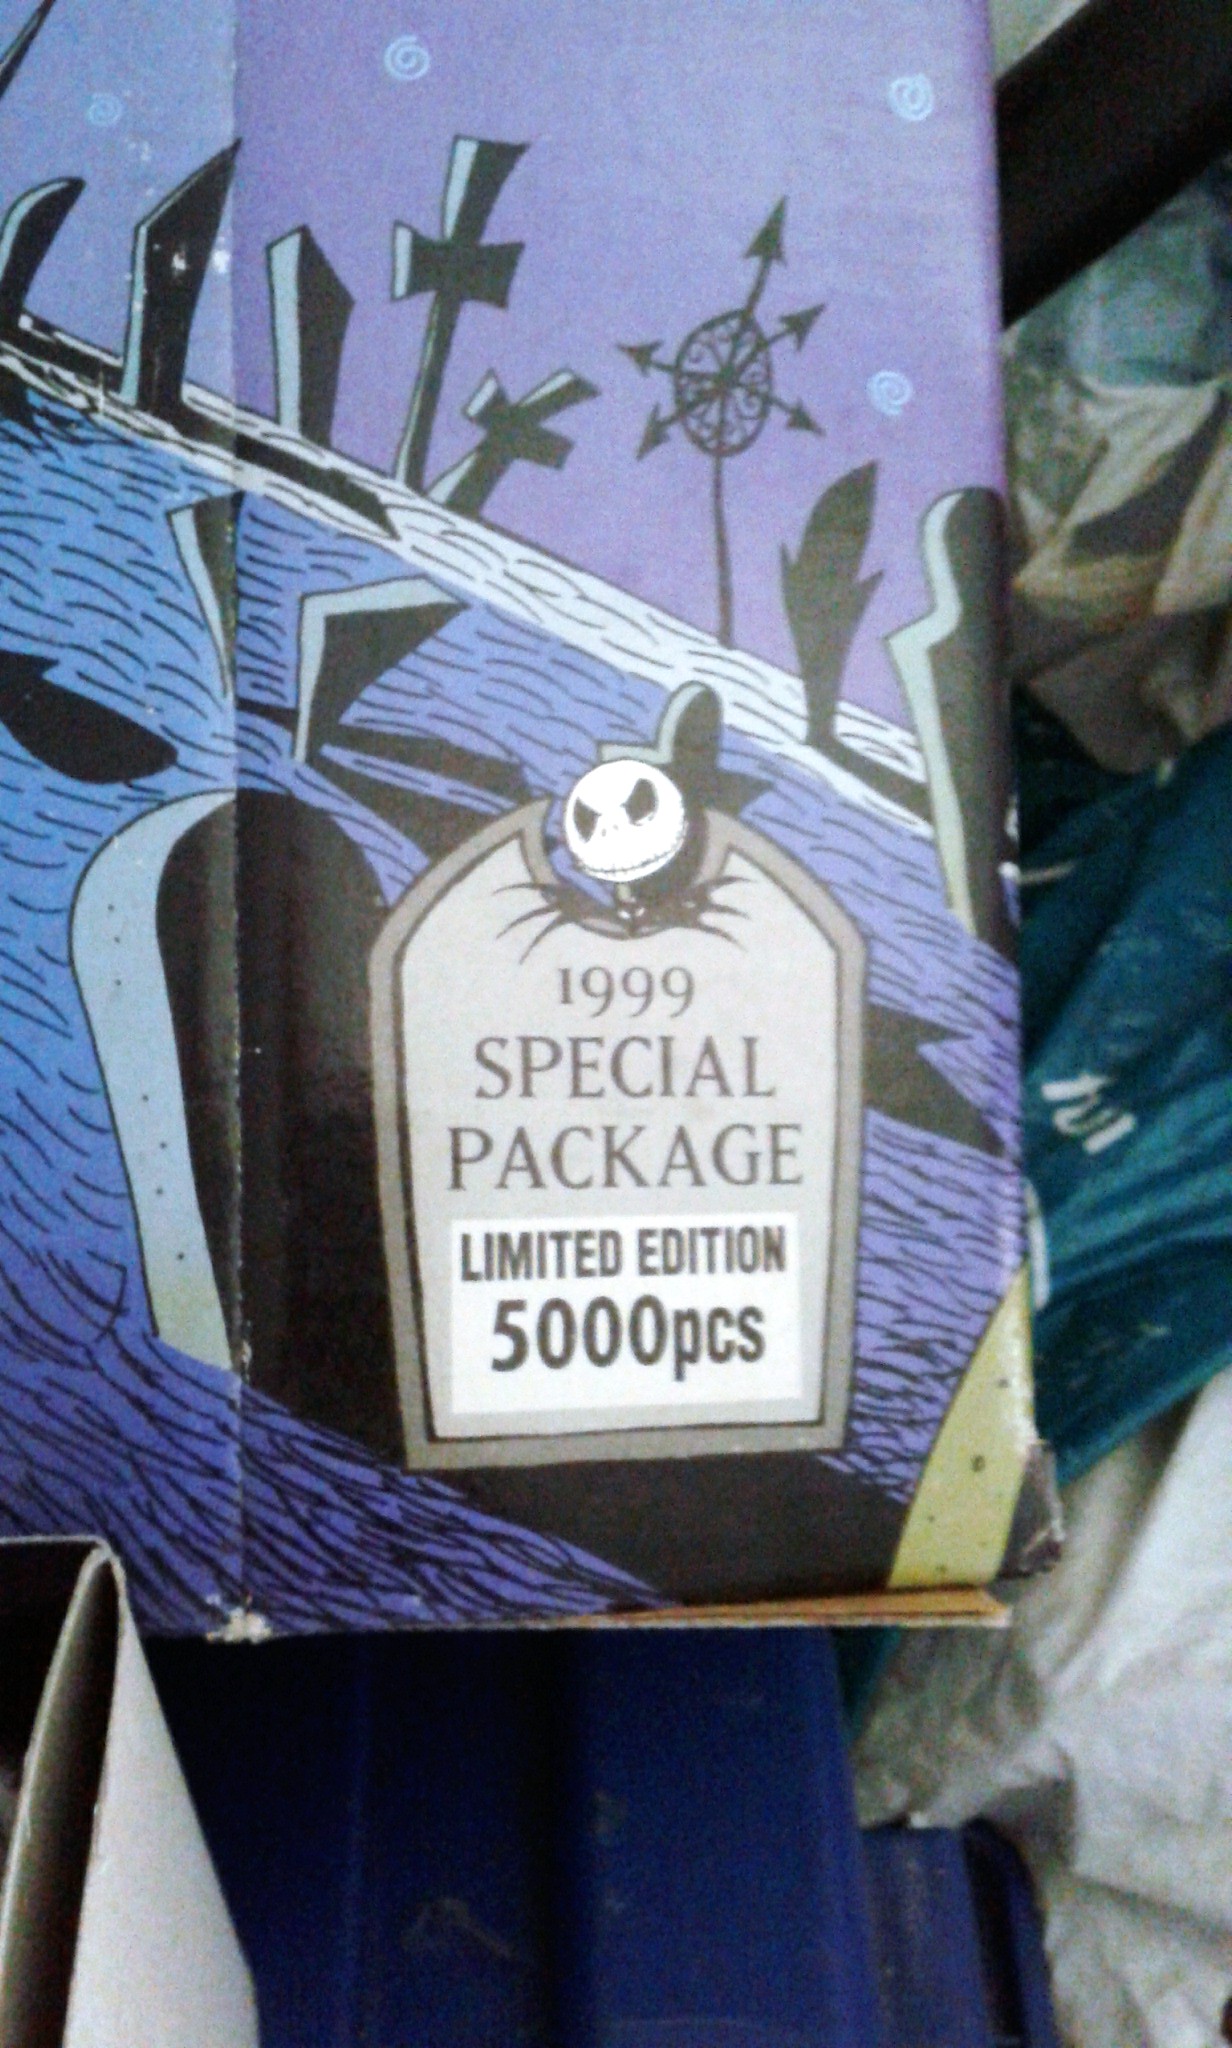 1999
SPECIAL
PACKAGE
LIMITED EDITION
5000pcs